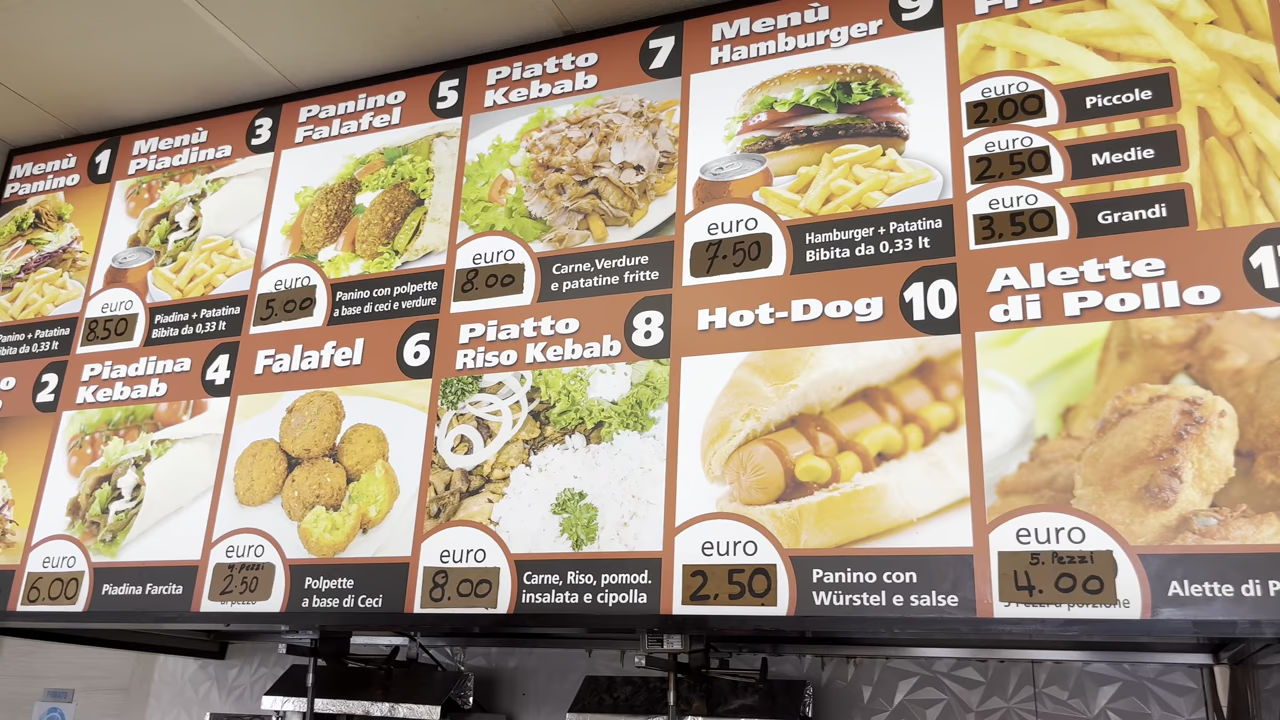 Menù
Panino
1
Panino + Patatina
Bibita da 0,33 lt
Menù
Piadina
3
euro
8.50
Piadina + Patatina
Bibita da 0,33 lt
Panino
Falafel
5
euro
5.00
Panino con polpette
a base di ceci e verdure
Piatto
Kebab
7
euro
8.00
Carne,Verdure
e patatine fritte
Menù
Hamburger
9
euro
7.50
Hamburger + Patatina
Bibita da 0,33 lt
euro
2,00
Piccole
euro
2,50
Medie
euro
3,50
Grandi
2
Piadina
Kebab
4
euro
6.00
Piadina Farcita
Falafel
6
euro
4. Pezzi
2.50
Polpette
a base di Ceci
Piatto
Riso Kebab
8
euro
8.00
Carne, Riso, pomod.
insalata e cipolla
Hot-Dog
10
euro
2,50
Panino con
Würstel e salse
Alette
di Pollo
euro
5. Pezzi
4.00
Alette di P